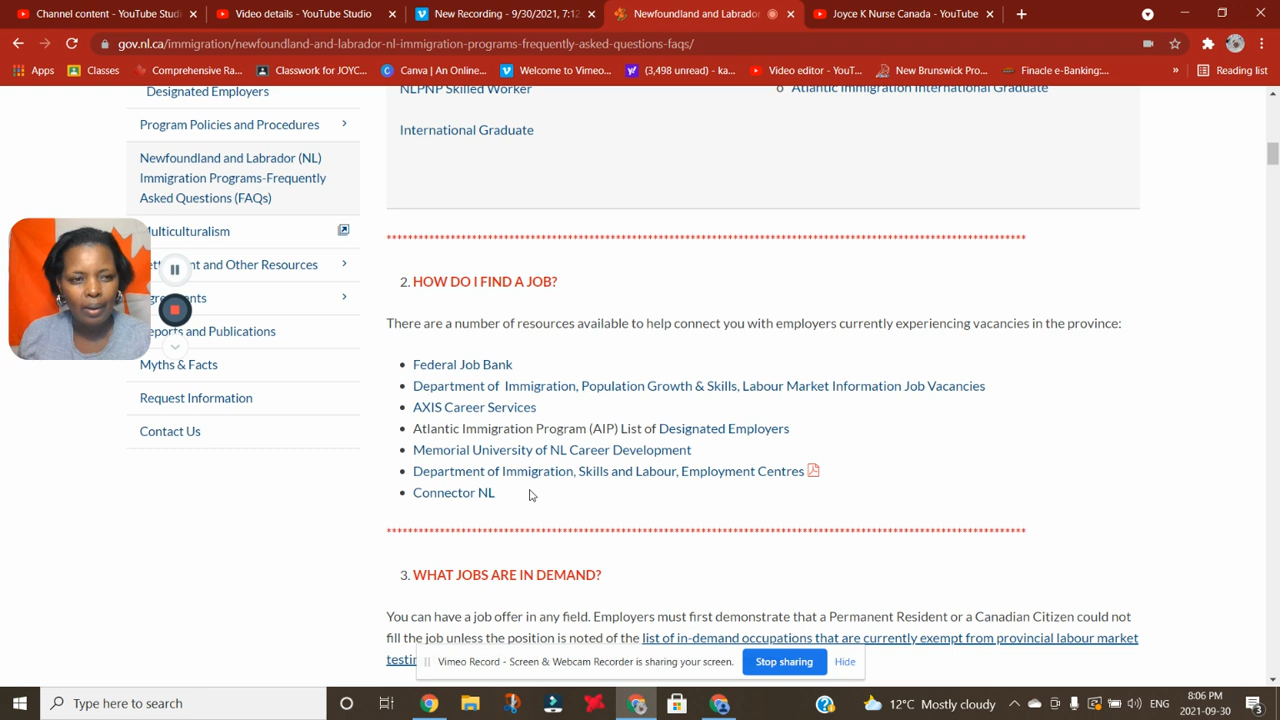 Channel content - YouTube Studi
Video details - YouTube Studio
New Recording - 9/30/2021, 7:12
Newfoundland and Labrado
Joyce K Nurse Canada - YouTube
gov.nl.ca/immigration/newfoundland-and-labrador-nl-immigration-programs-frequently-asked-questions-faqs/
Apps
Classes
Comprehensive Ra...
Classwork for JOYC...
Canva | An Online...
Welcome to Vimeo...
(3,498 unread) - ka...
Video editor - YouT...
New Brunswick Pro...
Finacle e-Banking:...
»
Reading list
Designated Employers
Program Policies and Procedures
Newfoundland and Labrador (NL)
Immigration Programs-Frequently
Asked Questions (FAQs)
ulticulturalism
and Other Resources
eports and Publications
Myths & Facts
Request Information
Contact Us
NLPNP Skilled Worker
Atlantic Immigration International Graduate
International Graduate
2. HOW DO I FIND A JOB?
There are a number of resources available to help connect you with employers currently experiencing vacancies in the province:
Federal Job Bank
Department of Immigration, Population Growth & Skills, Labour Market Information Job Vacancies
AXIS Career Services
Atlantic Immigration Program (AIP) List of Designated Employers
Memorial University of NL Career Development
Department of Immigration, Skills and Labour, Employment Centres
Connector NL
3. WHAT JOBS ARE IN DEMAND?
You can have a job offer in any field. Employers must first demonstrate that a Permanent Resident or a Canadian Citizen could not
fill the job unless the position is noted of the list of in-demand occupations that are currently exempt from provincial labour market
testin
Vimeo Record - Screen & Webcam Recorder is sharing your screen.
Stop sharing
Hide
Type here to search
12°C Mostly cloudy
ENG
8:06 PM
2021-09-30
3